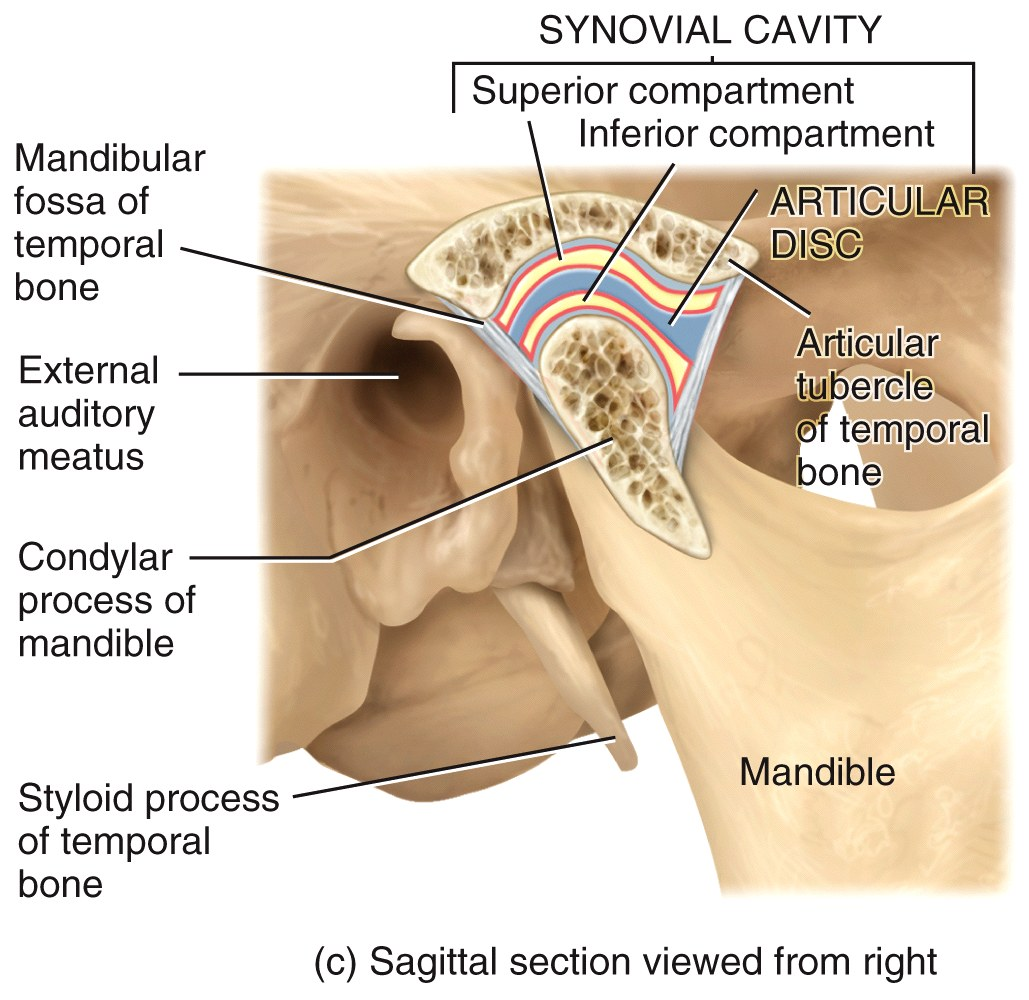 SYNOVIAL CAVITY
Superior compartment
Inferior compartment
Mandibular
fossa of
temporal
bone
ARTICULAR
DISC
External
auditory
meatus
Articular
tubercle
of temporal
bone
Condylar
process of
mandible
Styloid process
of temporal
bone
Mandible
(c) Sagittal section viewed from right